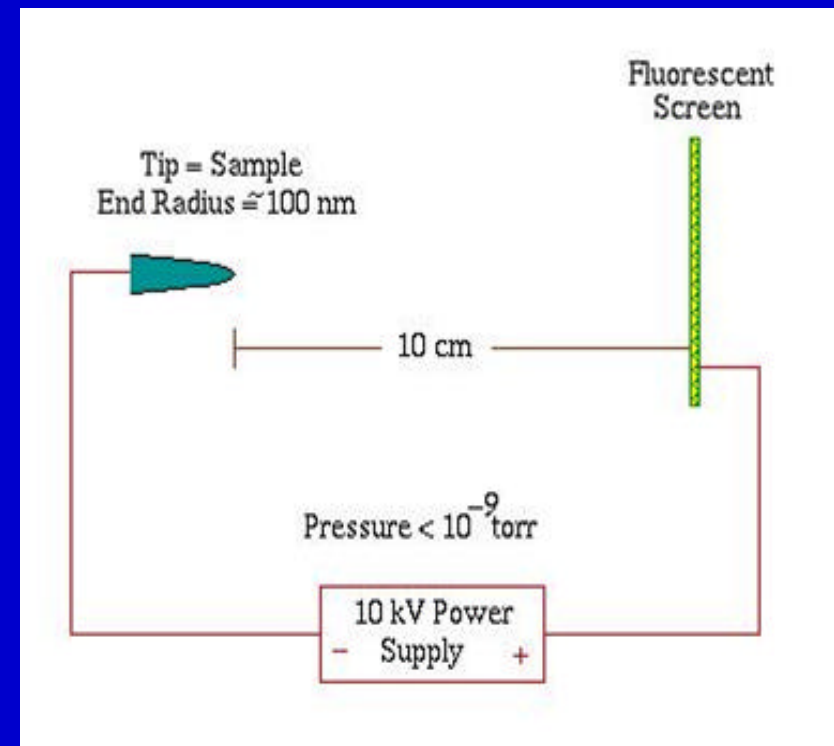 Fluorescent
Screen
Tip = Sample
End Radius ≅ 100 nm
10 cm
Pressure < 10⁻⁹ torr
10 kV Power
− Supply +